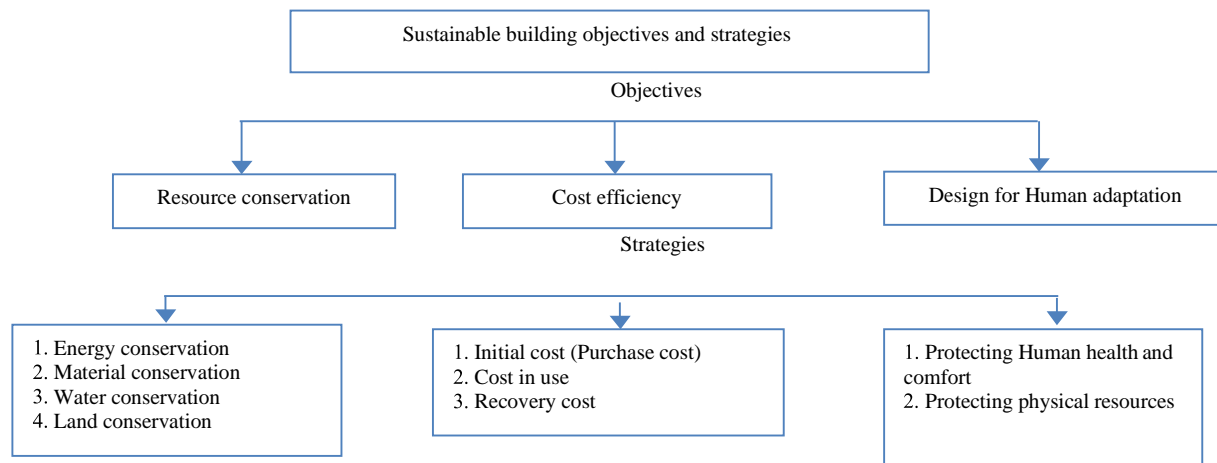 Sustainable building objectives and strategies
Objectives
Resource conservation
Cost efficiency
Design for Human adaptation
Strategies
1. Energy conservation
2. Material conservation
3. Water conservation
4. Land conservation
1. Initial cost (Purchase cost)
2. Cost in use
3. Recovery cost
1. Protecting Human health and
comfort
2. Protecting physical resources